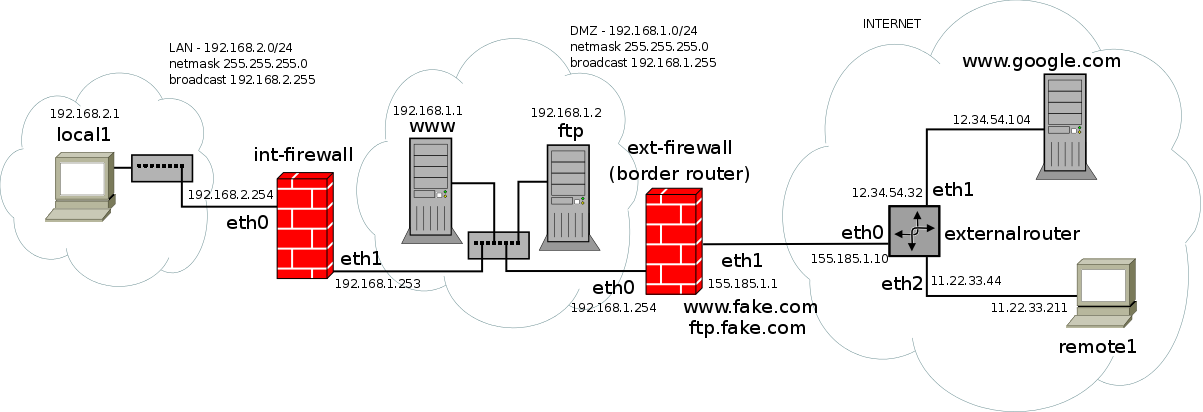 LAN - 192.168.2.0/24
netmask 255.255.255.0
broadcast 192.168.2.255
192.168.2.1
local1
int-firewall
192.168.2.254
eth0
eth1
192.168.1.253
DMZ - 192.168.1.0/24
netmask 255.255.255.0
broadcast 192.168.1.255
192.168.1.1
www
192.168.1.2
ftp
ext-firewall
(border router)
eth0
192.168.1.254
eth1
155.185.1.1
www.fake.com
ftp.fake.com
INTERNET
www.google.com
12.34.54.104
12.34.54.32
eth1
eth0
externalrouter
155.185.1.10
eth2
11.22.33.44
11.22.33.211
remote1